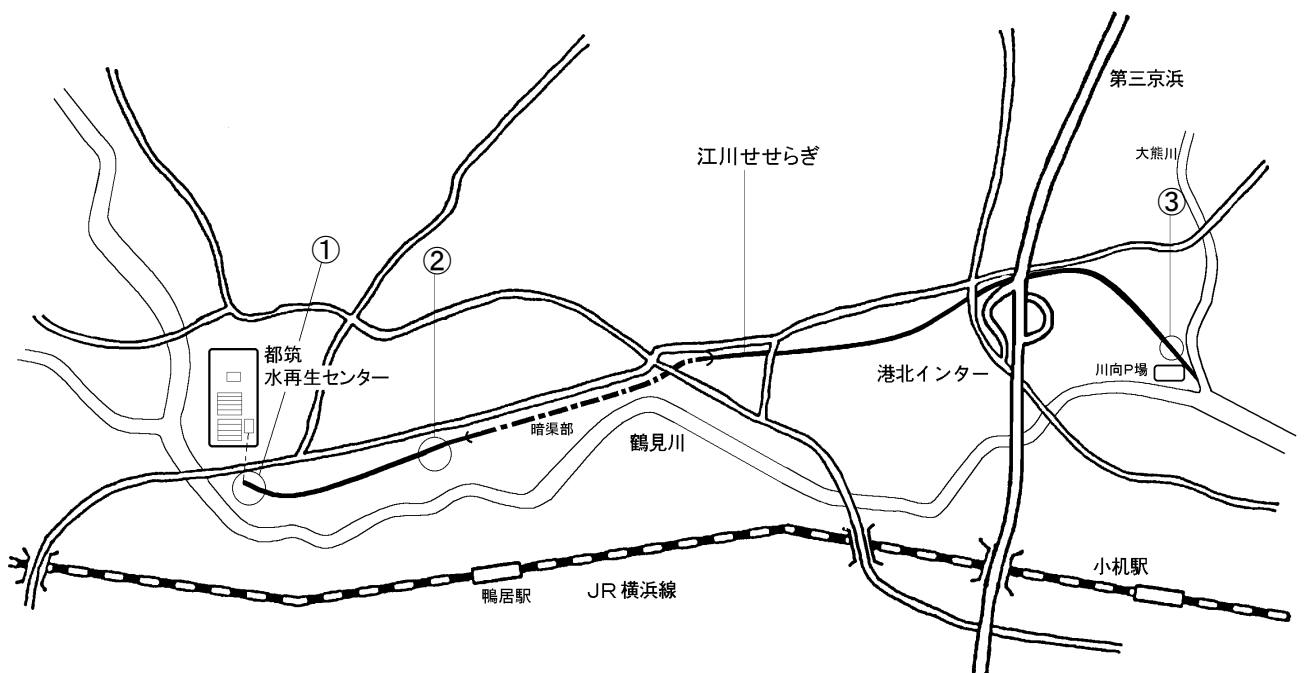 第三京浜
江川せせらぎ
大熊川
③
①
②
都筑
水再生センター
港北インター
川向P場
暗渠部
鶴見川
鴨居駅
JR横浜線
小机駅